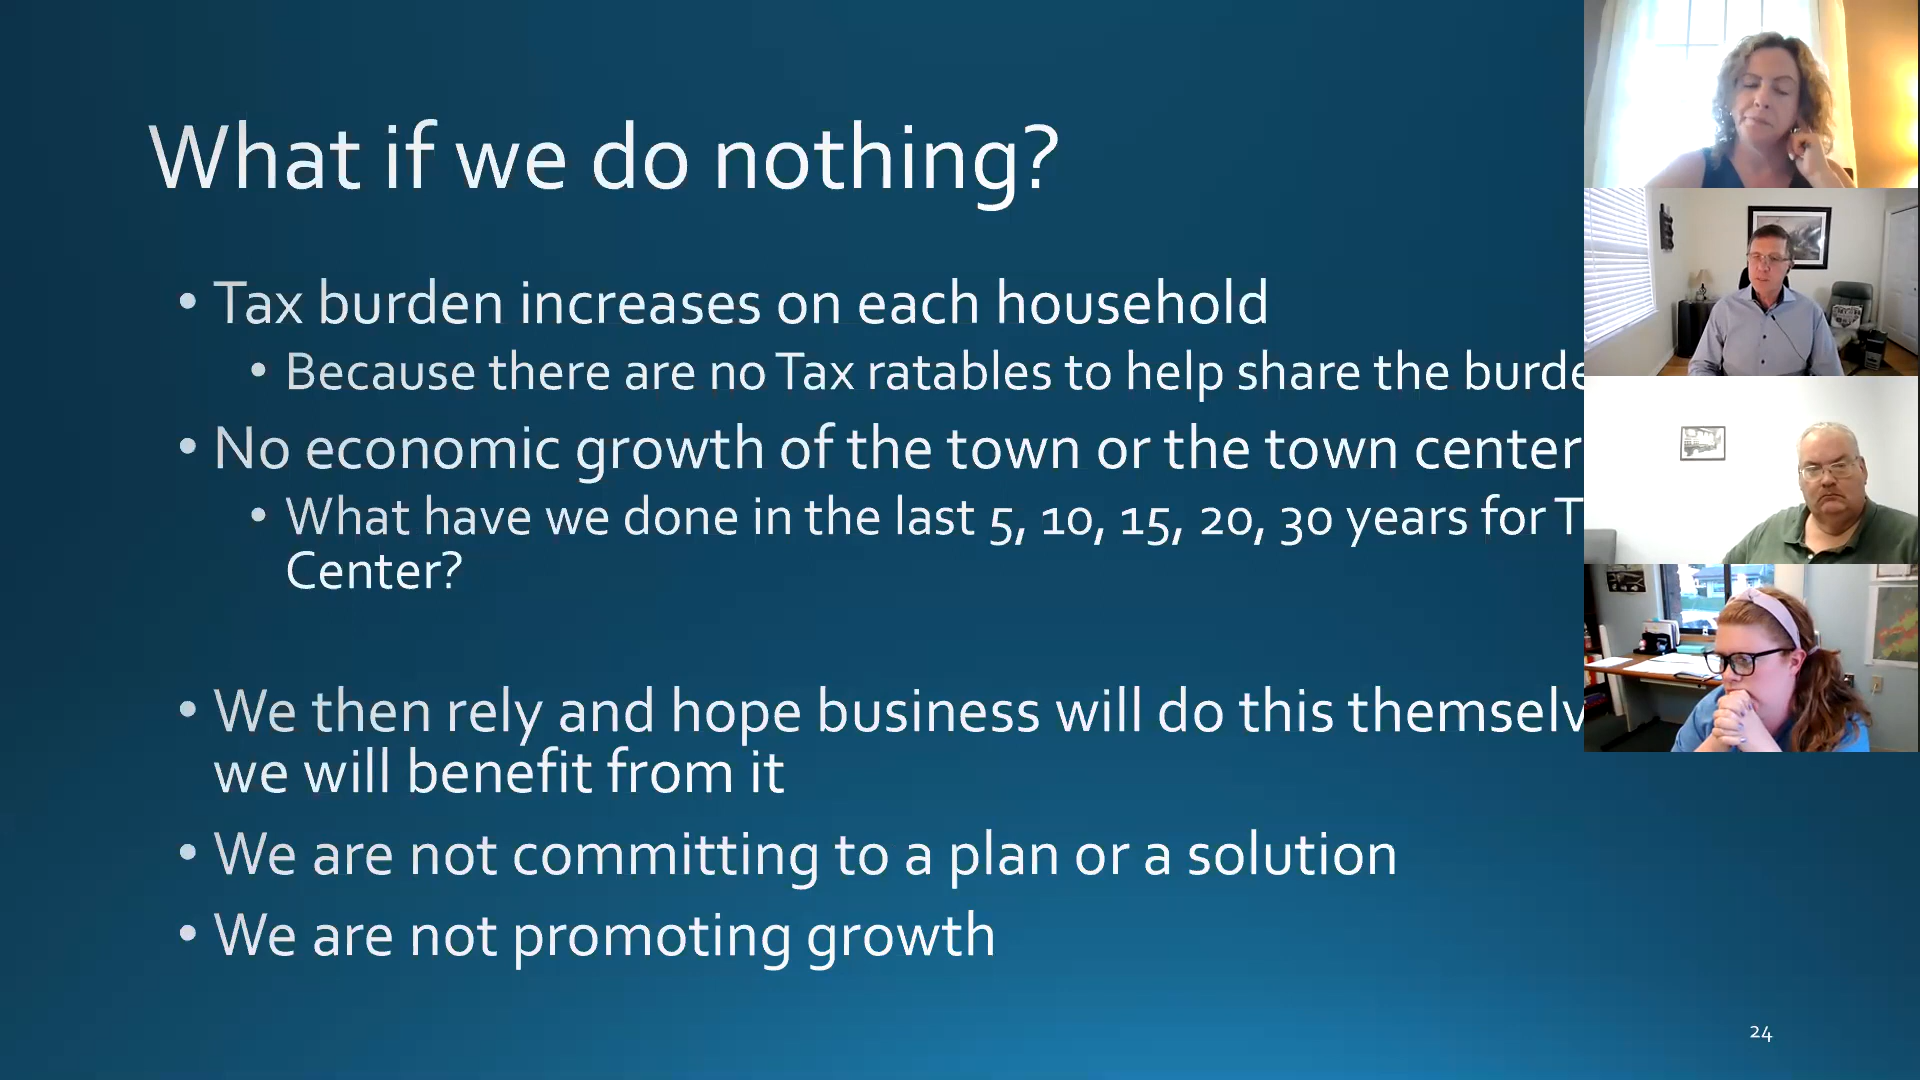 What if we do nothing?
• Tax burden increases on each household
• Because there are no Tax ratables to help share the
• No economic growth of the town or the town center
• What have we done in the last 5, 10, 15, 20, 30 years for
Center?
• We then rely and hope business will do this
we will benefit from it
• We are not committing to a plan or a solution
• We are not promoting growth
24